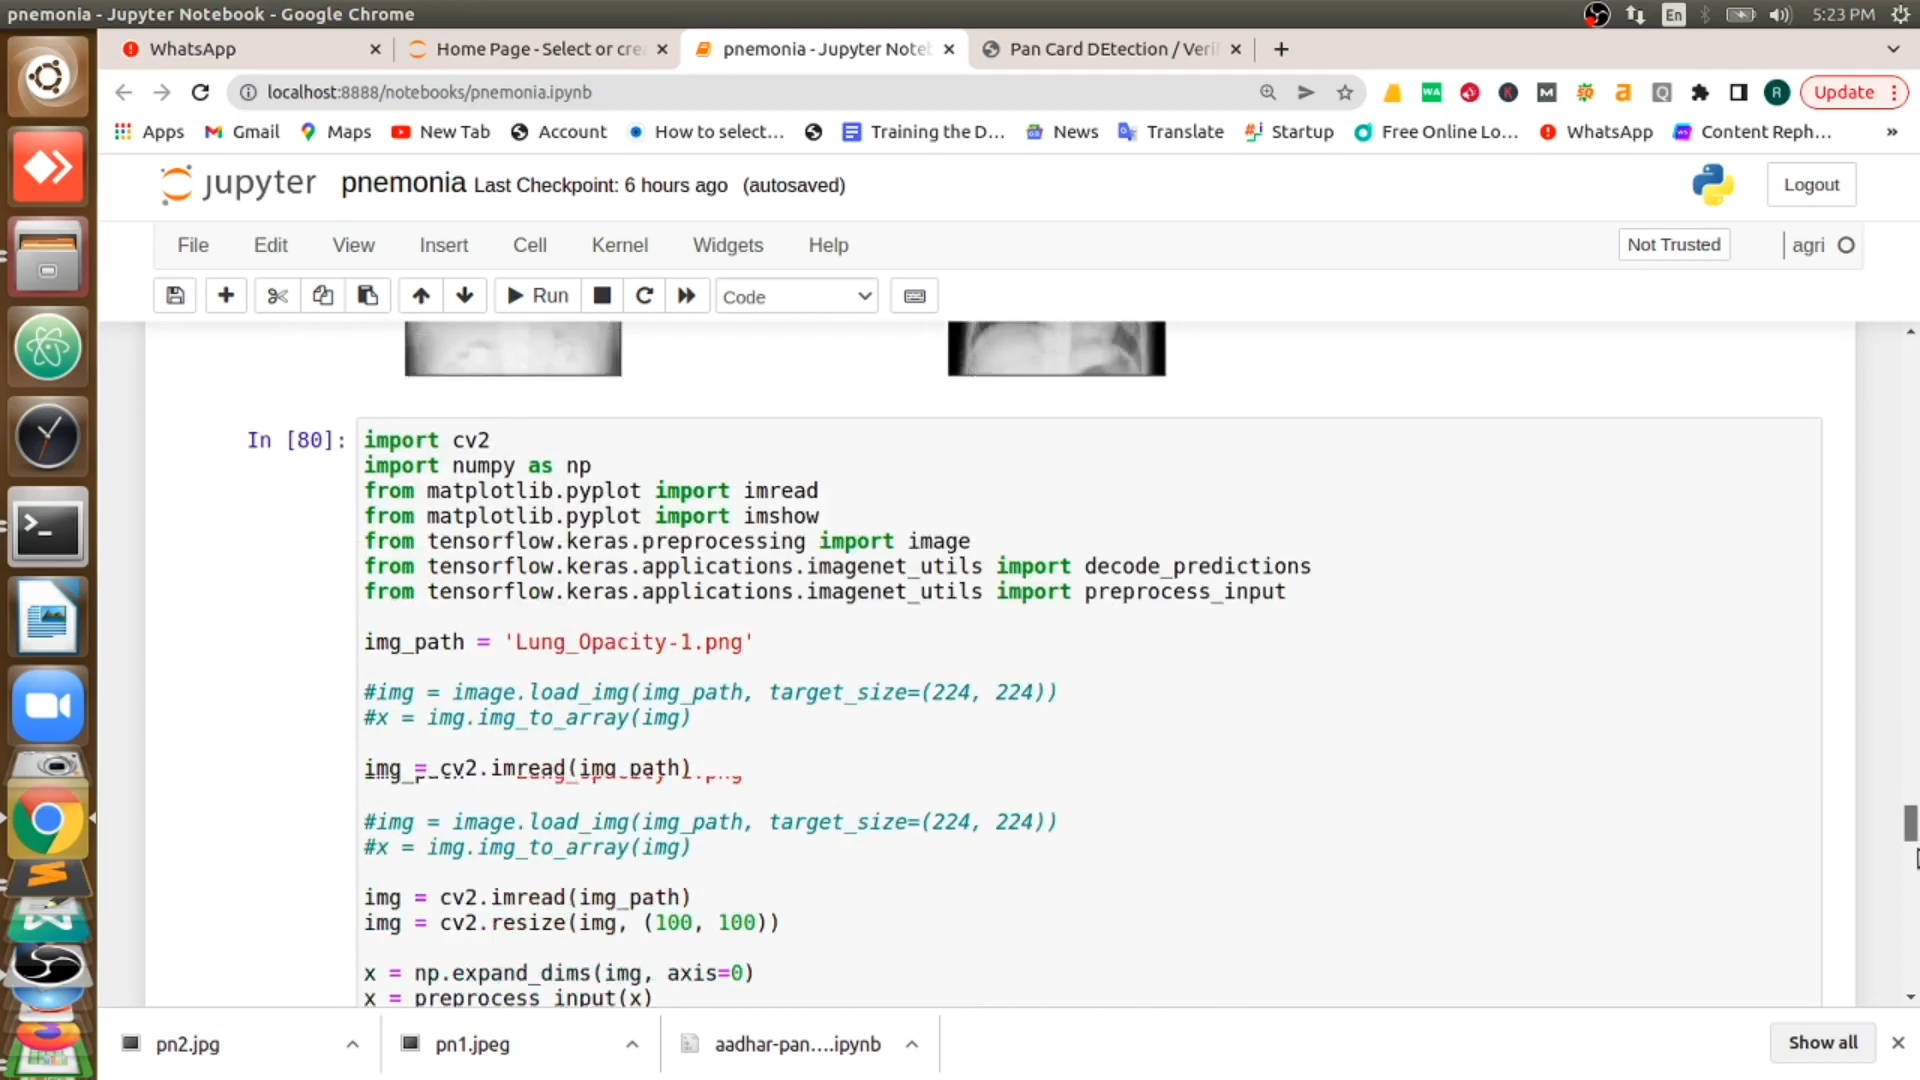 pnemonia - Jupyter Notebook - Google Chrome
En
5:23 PM
WhatsApp
Home Page - Select or cre
pnemonia - Jupyter Note
Pan Card DEtection / Veri
localhost:8888/notebooks/pnemonia.ipynb
Update
Apps
Gmail
Maps
New Tab
Account
How to select...
Training the D...
News
Translate
Startup
Free Online Lo...
WhatsApp
Content Reph...
»
jupyter
pnemonia Last Checkpoint: 6 hours ago (autosaved)
Logout
File
Edit
View
Insert
Cell
Kernel
Widgets
Help
Not Trusted
agri
Run
Code
In [80]:
import cv2
import numpy as np
from matplotlib.pyplot import imread
from matplotlib.pyplot import imshow
from tensorflow.keras.preprocessing import image
from tensorflow.keras.applications.imagenet_utils import decode_predictions
from tensorflow.keras.applications.imagenet_utils import preprocess_input
img_path = 'Lung_Opacity-1.png'
#img = image.load_img(img_path, target_size=(224, 224))
#x = img.img_to_array(img)
img = cv2.imread(img_path)
#img = image.load_img(img_path, target_size=(224, 224))
#x = img.img_to_array(img)
img = cv2.imread(img_path)
img = cv2.resize(img, (100, 100))
x = np.expand_dims(img, axis=0)
x = preprocess_input(x)
pn2.jpg
pn1.jpeg
aadhar-pan....ipynb
Show all